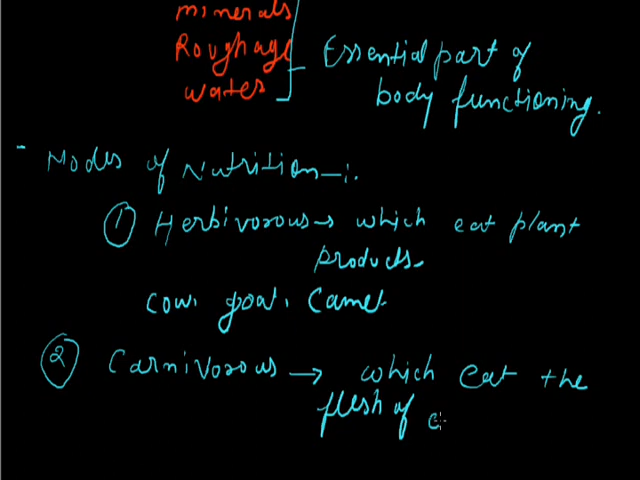 minerals
Roughage
water
Essential part of
body functioning.
- Modes of Nutrition -:
① Herbivorous → which eat plant
products.
Cow, goat, Camel
② Carnivorous → which eat the
flesh of